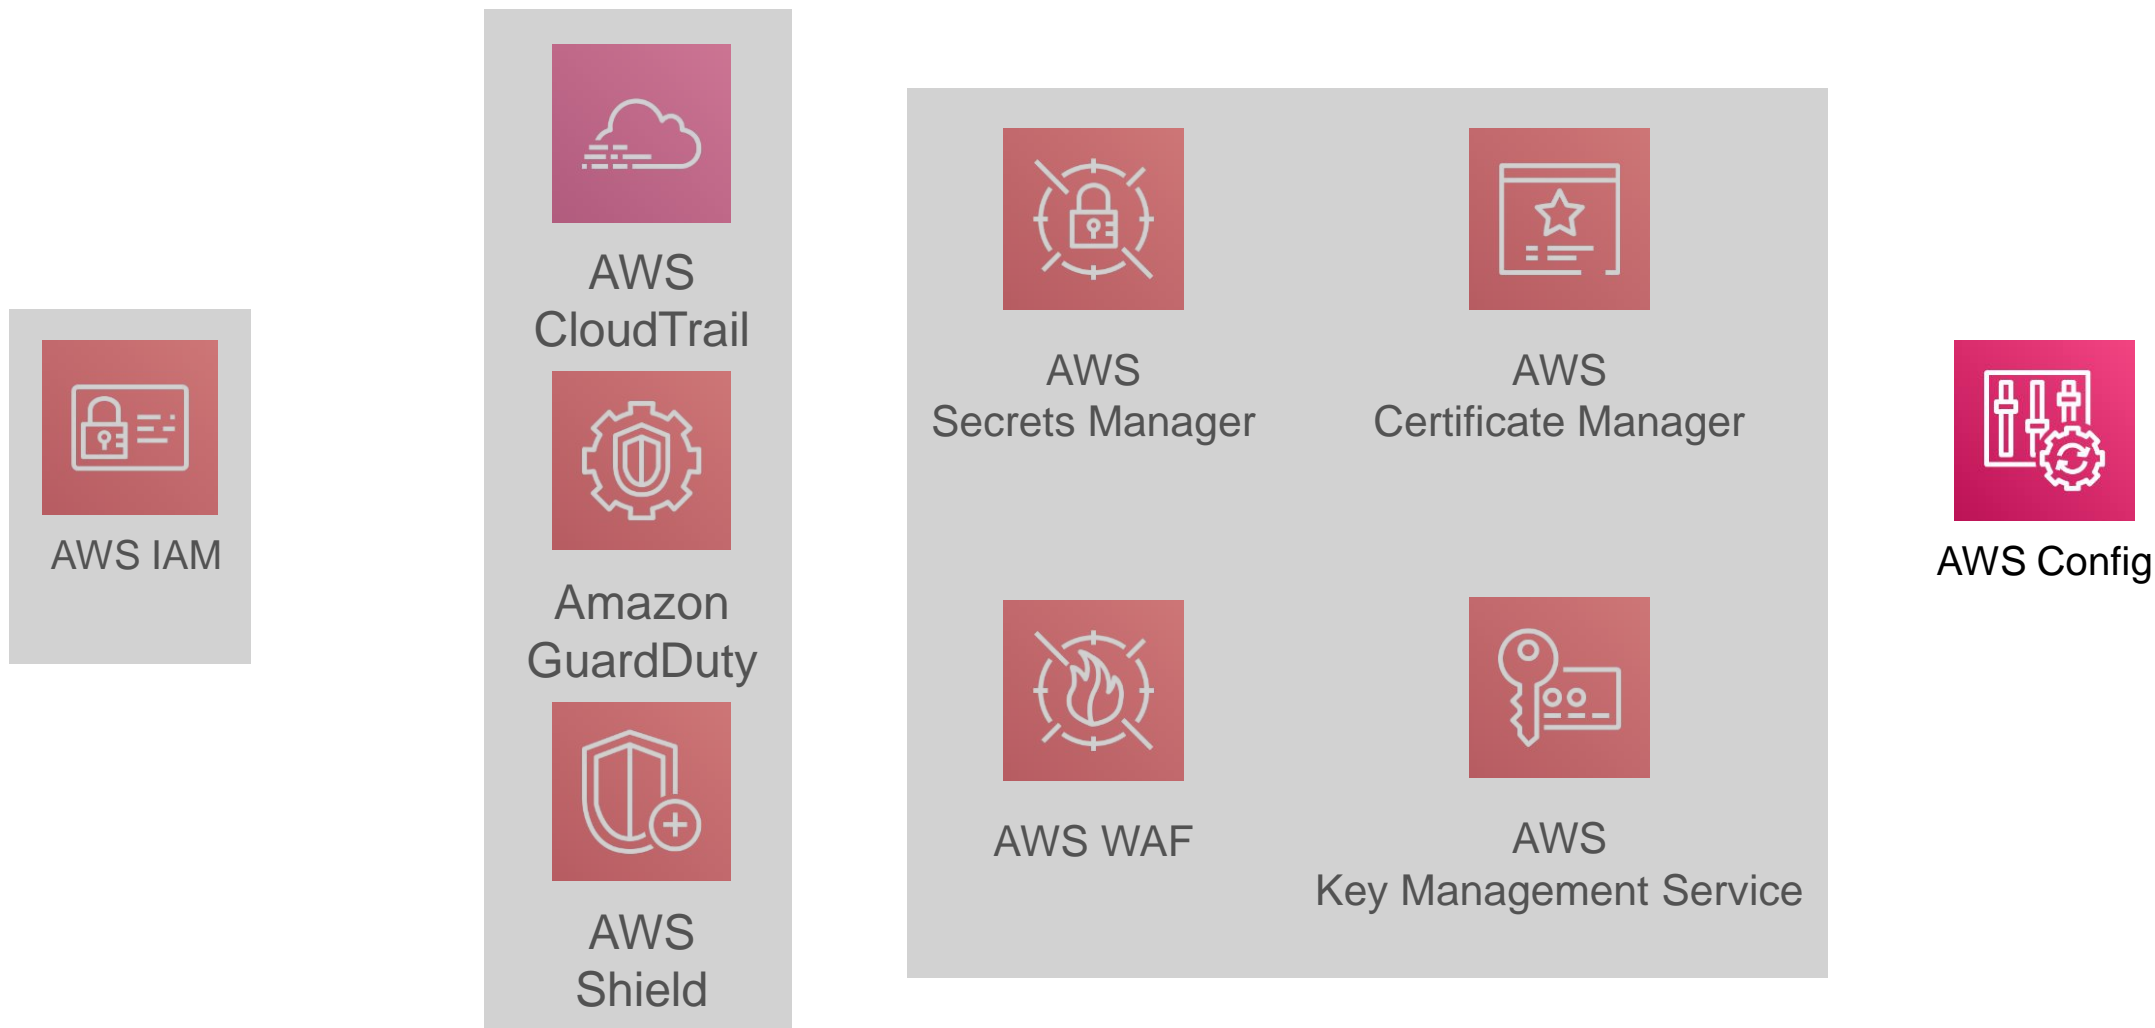 AWS IAM
AWS
CloudTrail
Amazon
GuardDuty
AWS
Shield
AWS
Secrets Manager
AWS
Certificate Manager
AWS WAF
AWS
Key Management Service
AWS Config